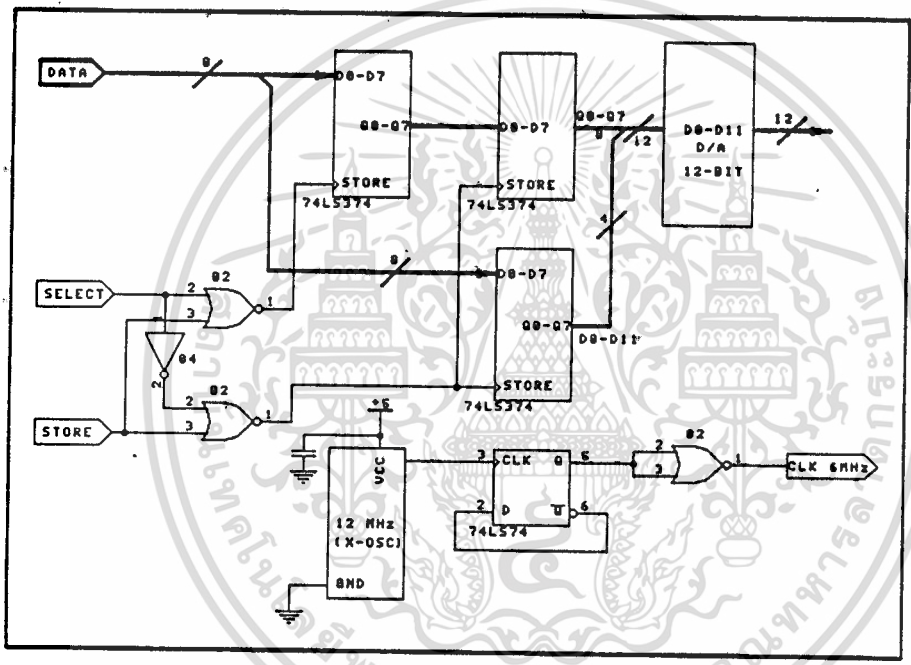 DATA
8
D0-D7
Q0-Q7
STORE
74LS374
D0-D7
STORE
74LS374
Q0-Q7
8
12
D0-D11
D/A
12-BIT
12
4
8
D0-D7
Q0-Q7
D8-D11
STORE
74LS374
SELECT
2
3
02
1
04
2
STORE
2
3
02
1
+5
VCC
12 MHz
(X-OSC)
GND
3
CLK
Q
5
2
D
Q
6
74LS74
2
3
02
1
CLK 6MHz